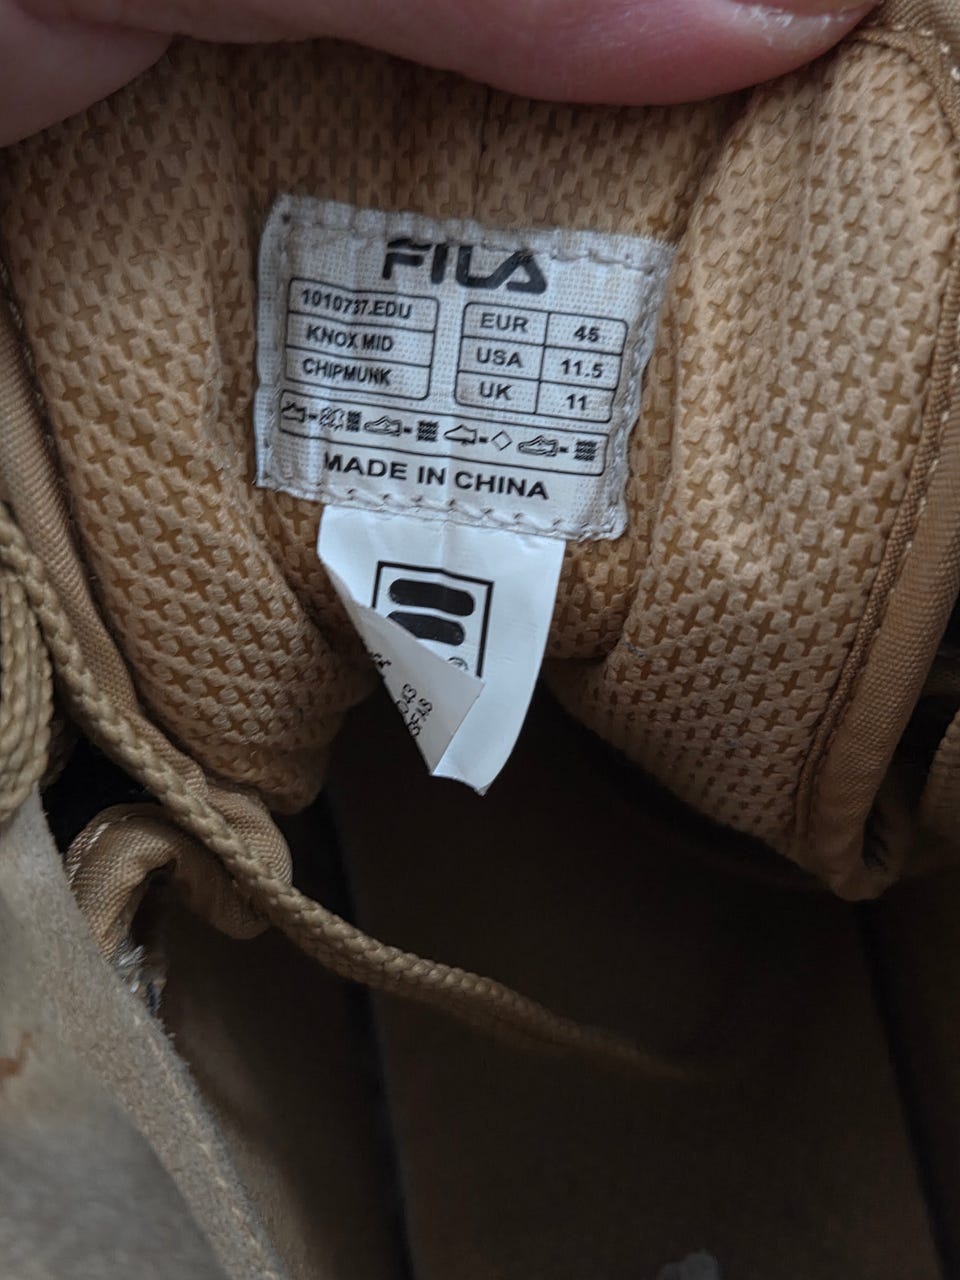 FILA
1010737.EDU
KNOX MID
CHIPMUNK
EUR 45
USA 11.5
UK 11
MADE IN CHINA